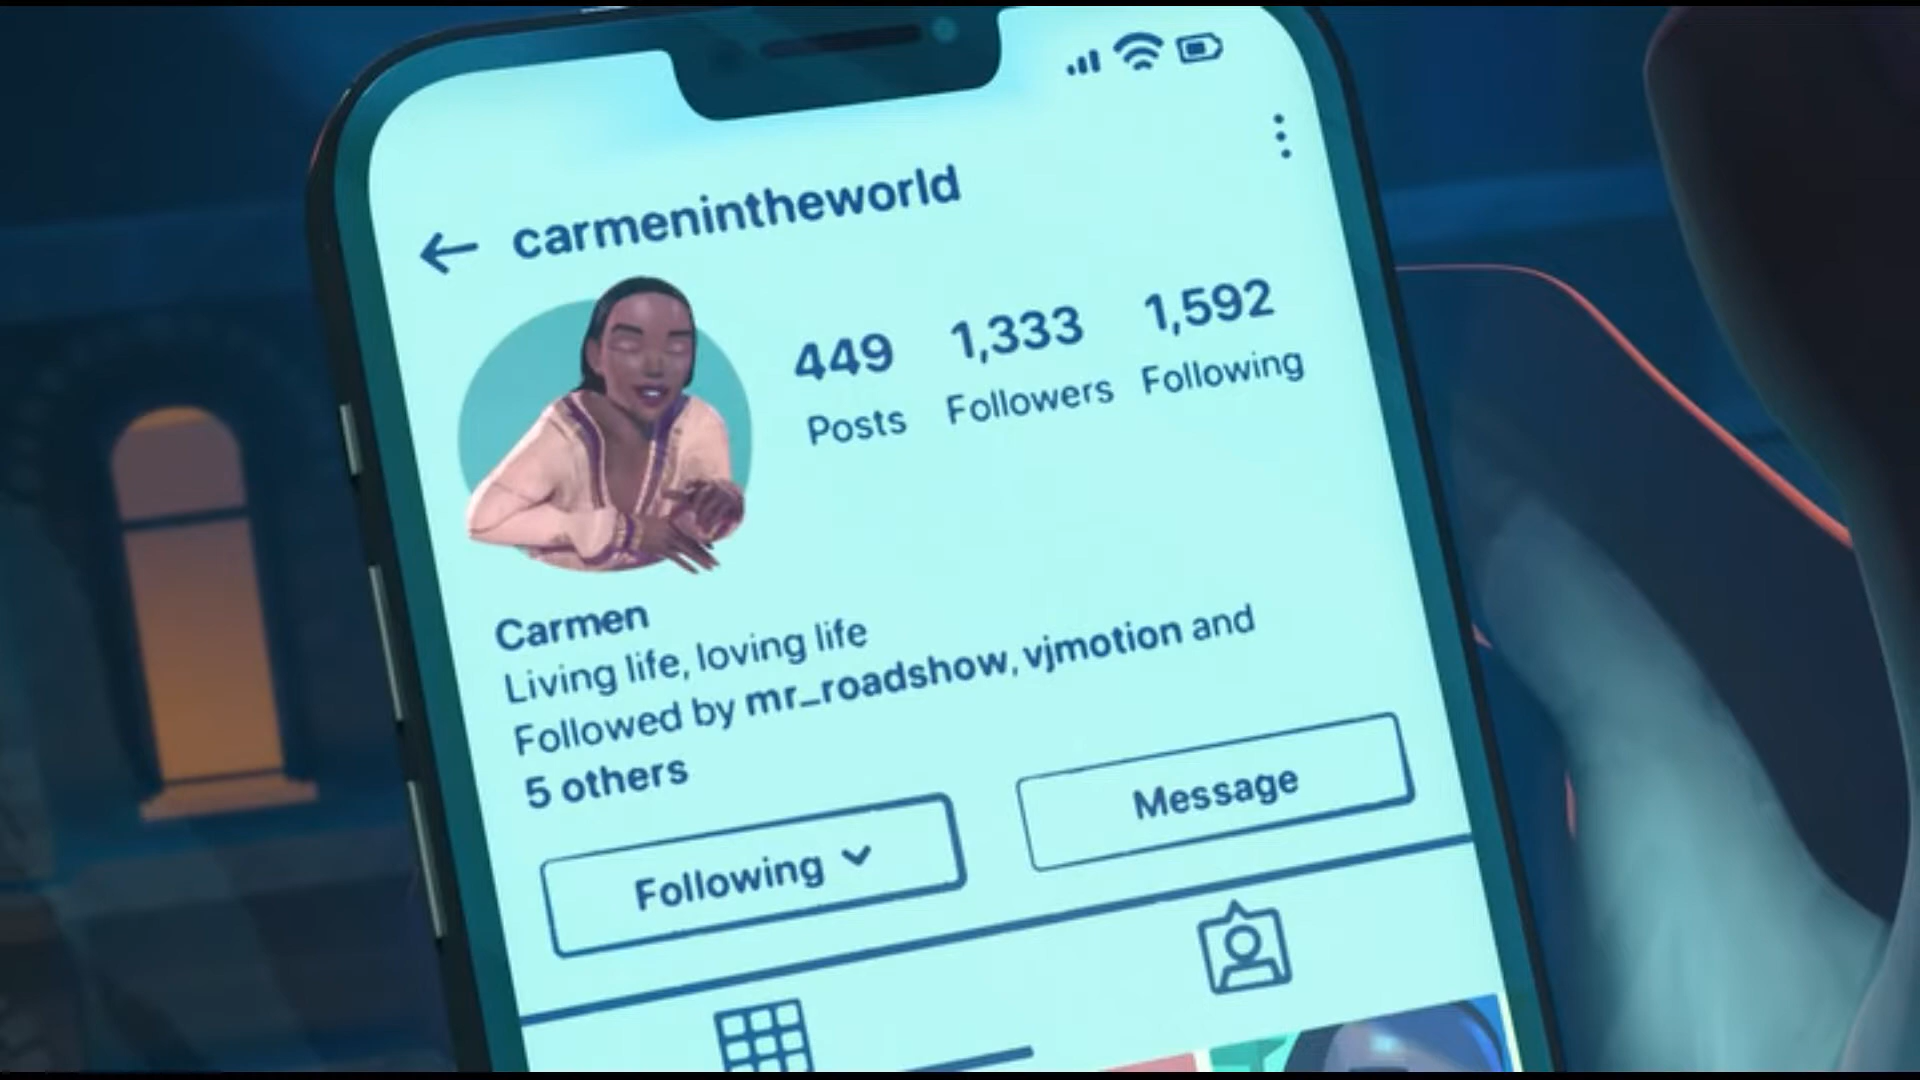 carmenintheworld
449 1,333 1,592
Posts Followers Following
Carmen
Living life, loving life
Followed by mr_roadshow, vjmotion and
5 others
Following
Message